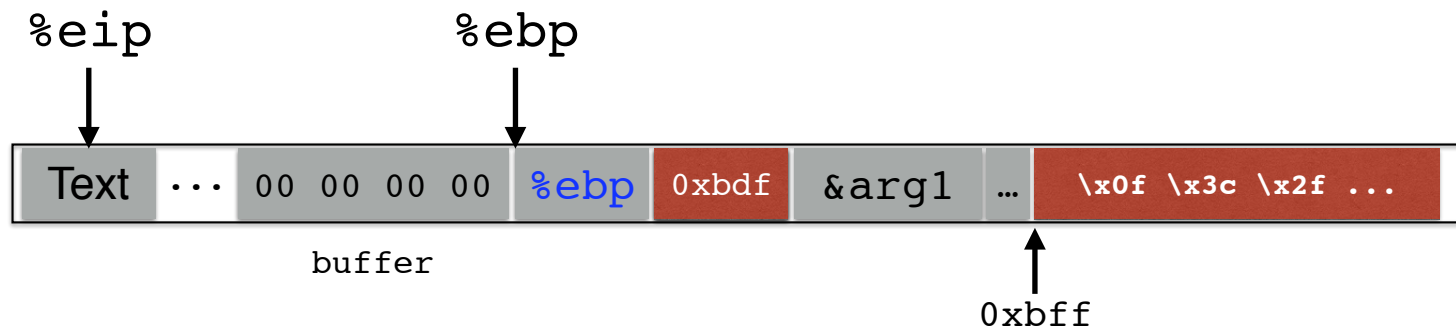 %eip %ebp
Text ... 00 00 00 00 %ebp 0xbdf &arg1 … \x0f \x3c \x2f ...
buffer
0xbff